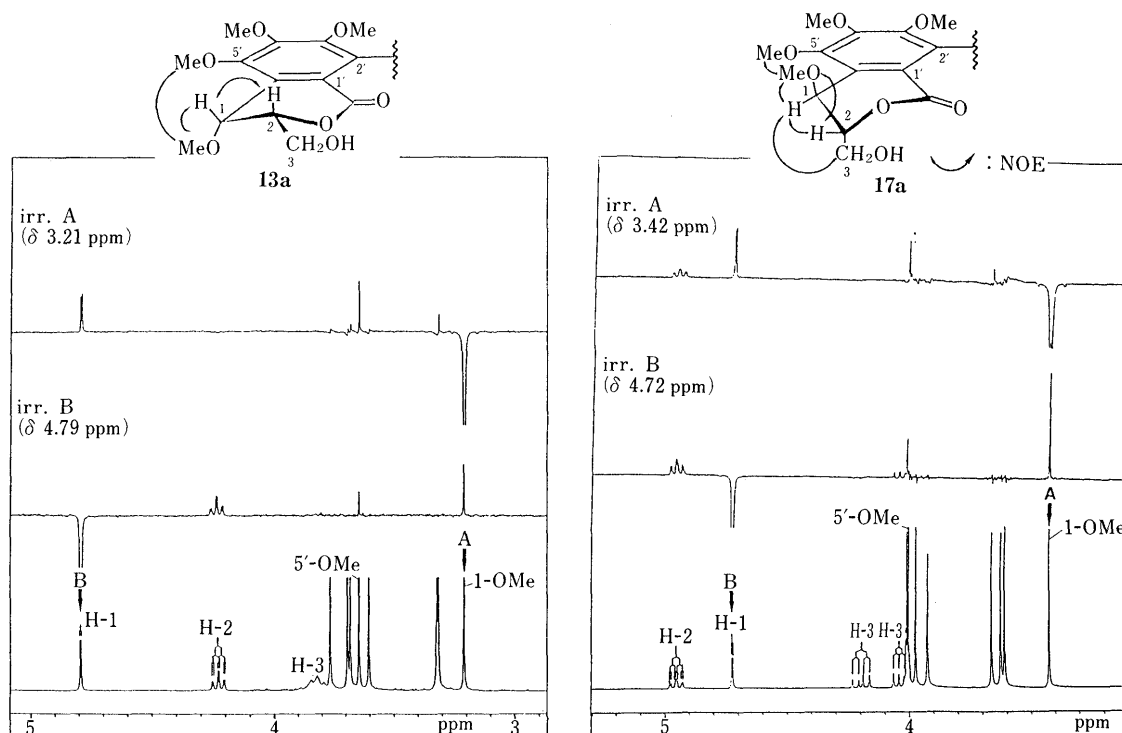 MeO OMe
MeO 5' 2'
1'
H H O
1 2 O
MeO CH₂OH
3
13a
irr. A
(δ 3.21 ppm)
irr. B
(δ 4.79 ppm)
A
B 5'-OMe 1-OMe
H-1
H-2
H-3
5 4 ppm 3
MeO OMe
MeO 5' 2'
MeO 1'
1
H O O
2
H
CH₂OH : NOE
3
17a
irr. A
(δ 3.42 ppm)
irr. B
(δ 4.72 ppm)
A
5'-OMe 1-OMe
B
H-1
H-2 H-3 H-3
5 4 ppm